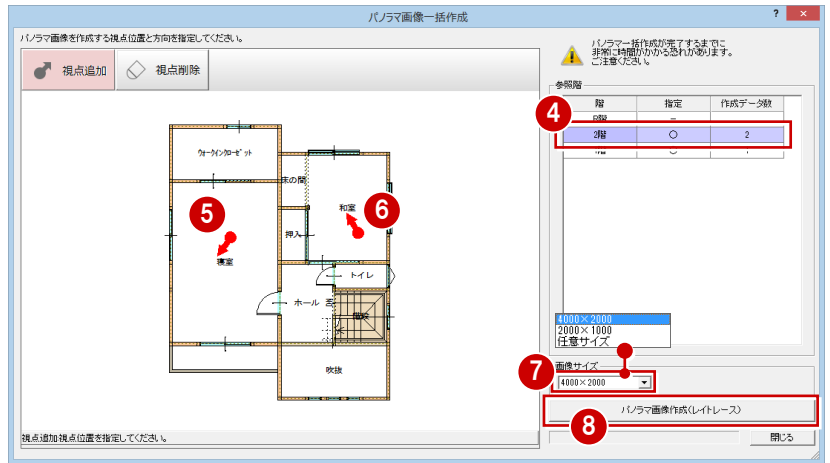 パノラマ画像一括作成
? ×
パノラマ画像を作成する視点位置と方向を指定してください。
視点追加
視点削除
パノラマ一括作成が完了するまでに
非常に時間がかかる恐れがあります。
ご注意ください。
参照階
階 指定 作成データ数
4
2階 ○ 2
ウォークインクローゼット
床の間
和室
5
6
押入
寝室
トイレ
ホール
階段
吹抜
4000×2000
2000×1000
任意サイズ
画像サイズ
7
4000×2000
パノラマ画像作成(レイトレース)
8
視点追加:視点位置を指定してください。
閉じる